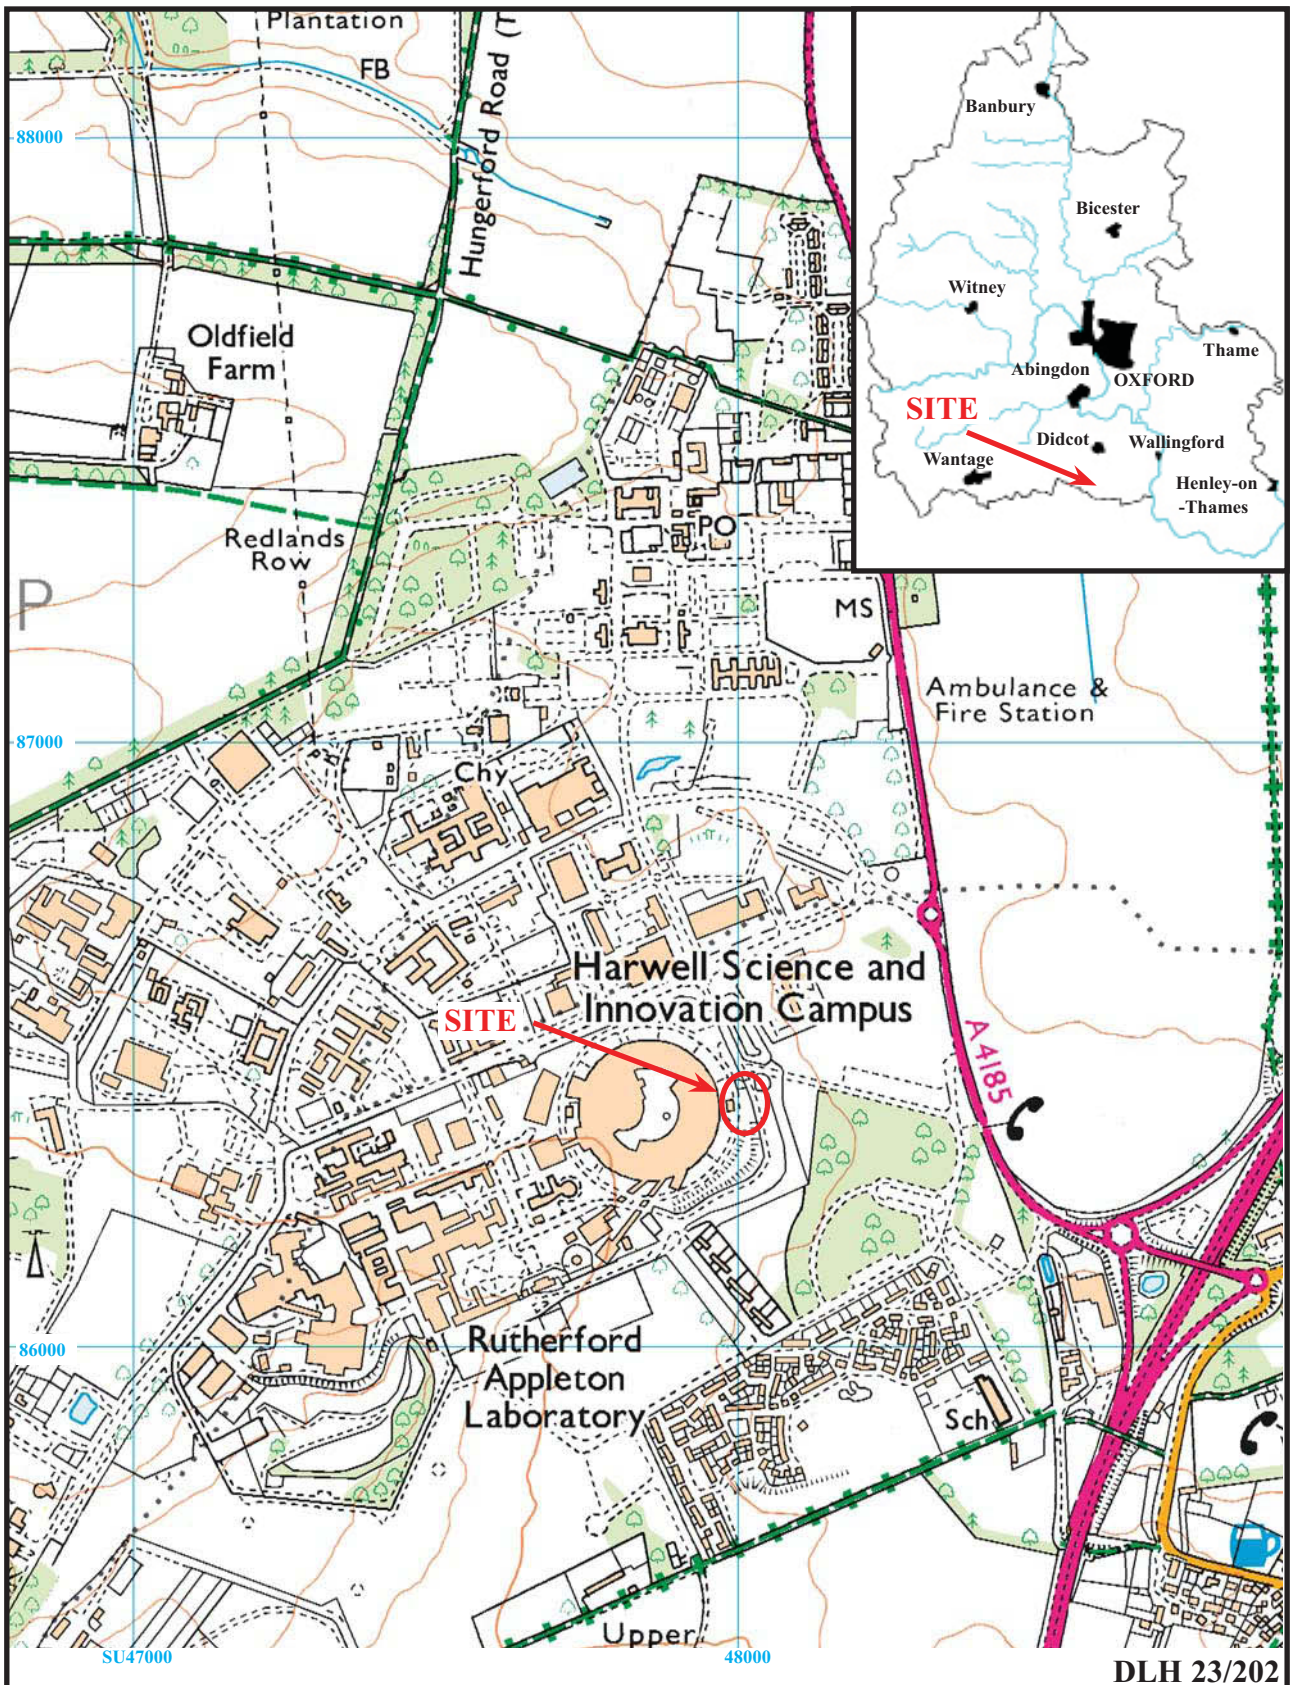 Plantation
FB
Hungerford Road (T
88000
Banbury
Bicester
Witney
Thame
Abingdon
OXFORD
SITE
Didcot
Wallingford
Wantage
Henley-on
-Thames
Oldfield
Farm
PO
Redlands
Row
P
MS
Ambulance &
Fire Station
87000
Chy
Harwell Science and
Innovation Campus
SITE
A 4185
86000
Rutherford
Appleton
Laboratory
Sch
Upper
SU47000
48000
DLH 23/202